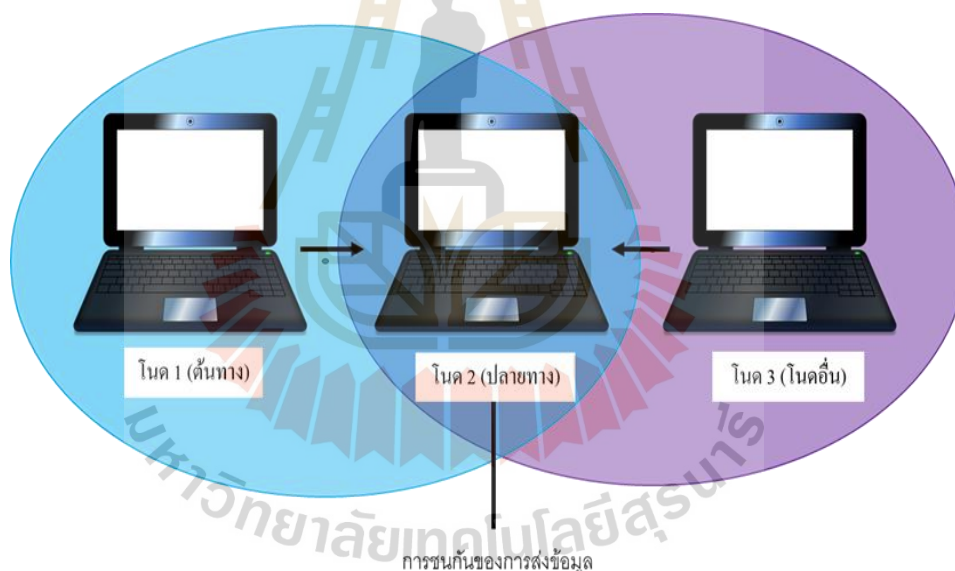 โนด 1 (ต้นทาง)
โนด 2 (ปลายทาง)
โนด 3 (โนดอื่น)
มหาวิทยาลัยเทคโนโลยีสุรนารี
การชนกันของการส่งข้อมูล